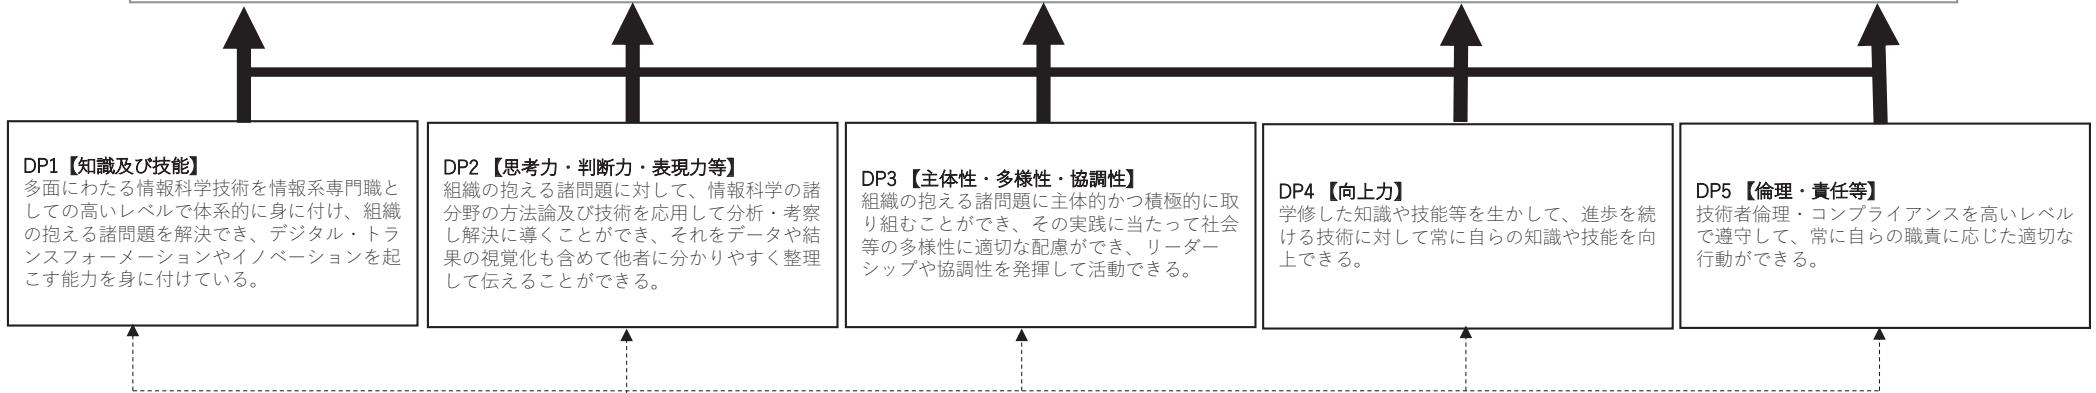 DP1【知識及び技能】
多面にわたる情報科学技術を情報系専門職と
しての高いレベルで体系的に身に付け、組織
の抱える諸問題を解決でき、デジタル・トラ
ンスフォーメーションやイノベーションを起
こす能力を身に付けている。
DP2 【思考力・判断力・表現力等】
組織の抱える諸問題に対して、情報科学の諸
分野の方法論及び技術を応用して分析・考察
し解決に導くことができ、それをデータや結
果の視覚化も含めて他者に分かりやすく整理
して伝えることができる。
DP3 【主体性・多様性・協調性】
組織の抱える諸問題に主体的かつ積極的に取
り組むことができ、その実践に当たって社会
等の多様性に適切な配慮ができ、リーダー
シップや協調性を発揮して活動できる。
DP4 【向上力】
学修した知識や技能等を生かして、進歩を続
ける技術に対して常に自らの知識や技能を向
上できる。
DP5 【倫理・責任等】
技術者倫理・コンプライアンスを高いレベル
で遵守して、常に自らの職責に応じた適切な
行動ができる。